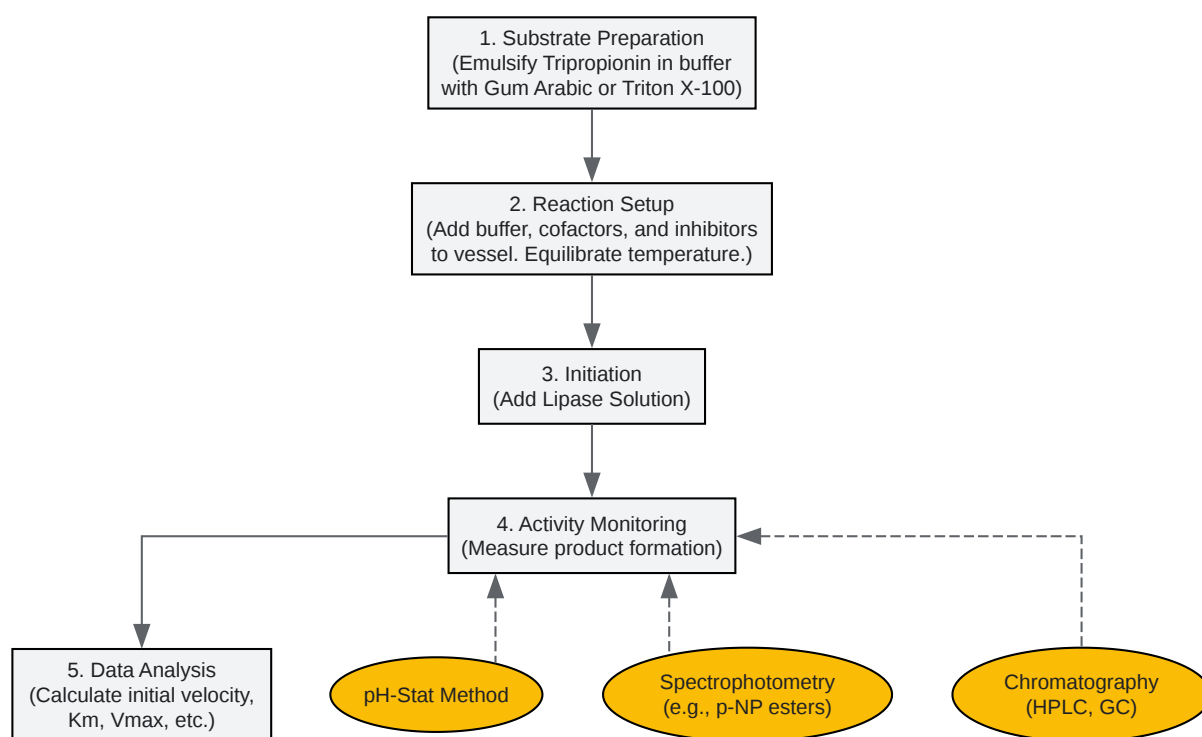 1. Substrate Preparation
(Emulsify Tripropionin in buffer
with Gum Arabic or Triton X-100)
2. Reaction Setup
(Add buffer, cofactors, and inhibitors
to vessel. Equilibrate temperature.)
3. Initiation
(Add Lipase Solution)
4. Activity Monitoring
(Measure product formation)
5. Data Analysis
(Calculate initial velocity,
Km, Vmax, etc.)
pH-Stat Method
Spectrophotometry
(e.g., p-NP esters)
Chromatography
(HPLC, GC)